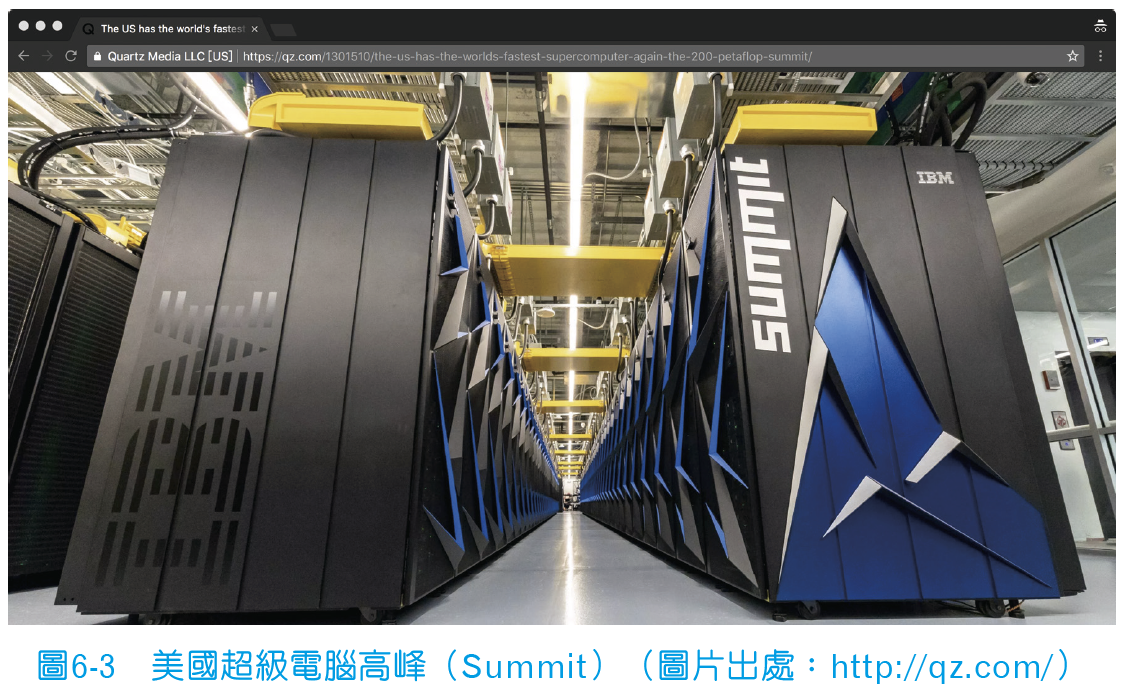 The US has the world's fastest
Quartz Media LLC [US] https://qz.com/1301510/the-us-has-the-worlds-fastest-supercomputer-again-the-200-petaflop-summit/
IBM
summit
IBM
圖6-3 美國超級電腦高峰（Summit）（圖片出處：http://qz.com/）